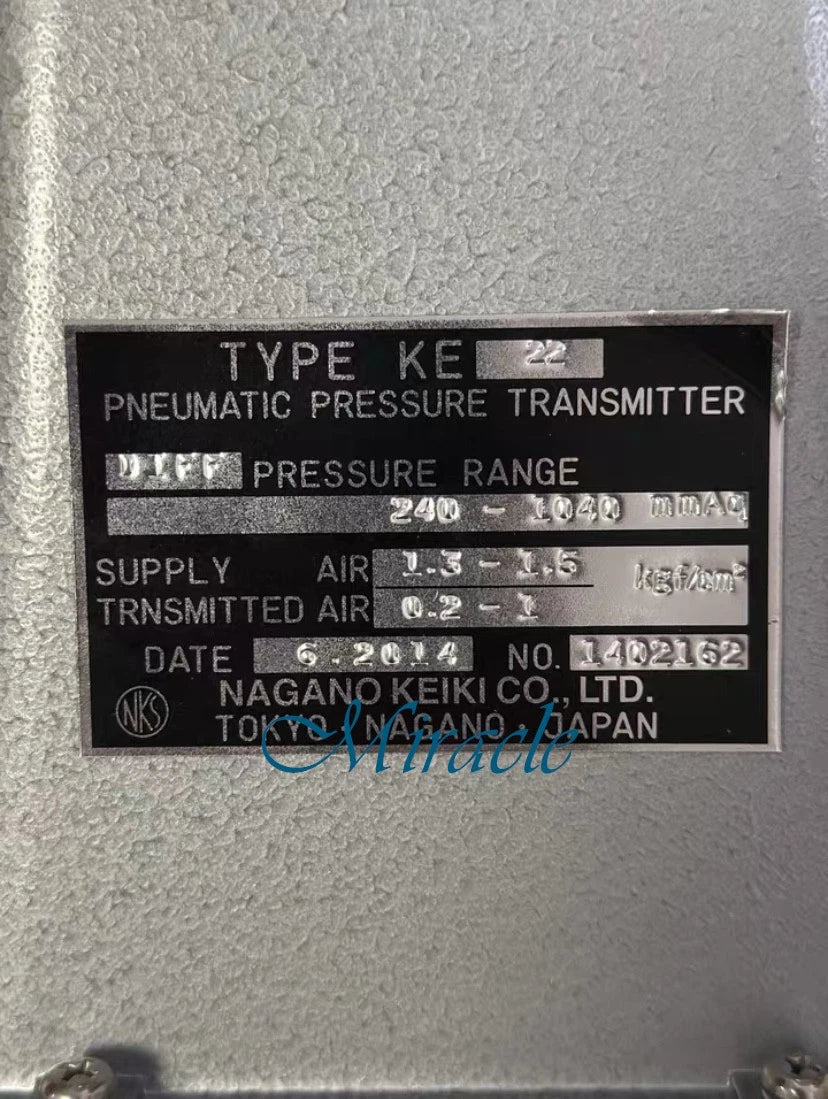 TYPE KE 22
PNEUMATIC PRESSURE TRANSMITTER
DIFF PRESSURE RANGE
240 - 1040 mmAq
SUPPLY AIR 1.3 - 1.5 kgf/cm²
TRNSMITTED AIR 0.2 - 1
DATE 6.2014 NO. 1402162
NKS NAGANO KEIKI CO., LTD.
TOKYO · NAGANO · JAPAN
Miracle